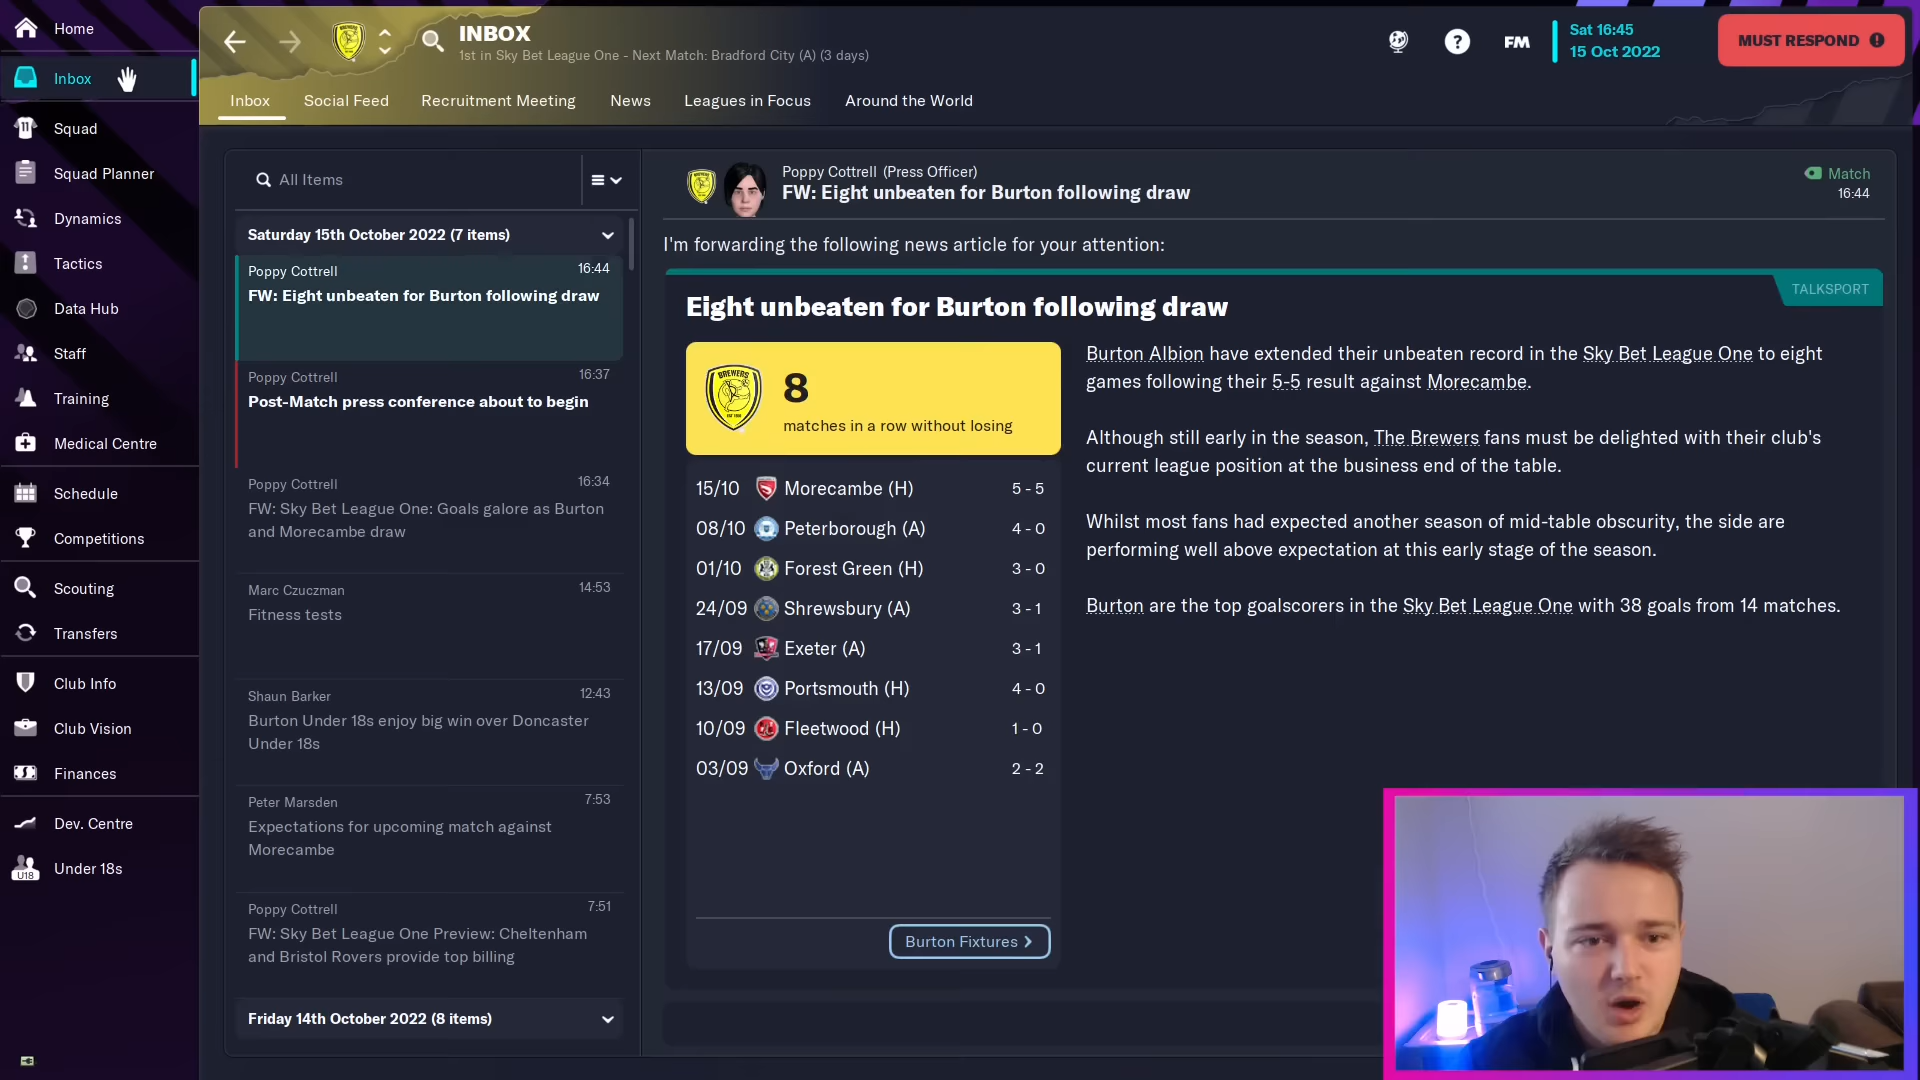 Home
Inbox
Squad
Squad Planner
Dynamics
Tactics
Data Hub
Staff
Training
Medical Centre
Schedule
Competitions
Scouting
Transfers
Club Info
Club Vision
Finances
Dev. Centre
U18
Under 18s
INBOX
1st in Sky Bet League One - Next Match: Bradford City (A) (3 days)
?
FM
Sat 16:45
15 Oct 2022
MUST RESPOND
Inbox
Social Feed
Recruitment Meeting
News
Leagues in Focus
Around the World
All Items
Saturday 15th October 2022 (7 items)
Poppy Cottrell
16:44
FW: Eight unbeaten for Burton following draw
Poppy Cottrell
16:37
Post-Match press conference about to begin
Poppy Cottrell
16:34
FW: Sky Bet League One: Goals galore as Burton
and Morecambe draw
Marc Czuczman
14:53
Fitness tests
Shaun Barker
12:43
Burton Under 18s enjoy big win over Doncaster
Under 18s
Peter Marsden
7:53
Expectations for upcoming match against
Morecambe
Poppy Cottrell
7:51
FW: Sky Bet League One Preview: Cheltenham
and Bristol Rovers provide top billing
Friday 14th October 2022 (8 items)
Poppy Cottrell (Press Officer)
FW: Eight unbeaten for Burton following draw
Match
16:44
I'm forwarding the following news article for your attention:
TALKSPORT
Eight unbeaten for Burton following draw
BREWERS
8
matches in a row without losing
15/10 Morecambe (H) 5 - 5
08/10 Peterborough (A) 4 - 0
01/10 Forest Green (H) 3 - 0
24/09 Shrewsbury (A) 3 - 1
17/09 Exeter (A) 3 - 1
13/09 Portsmouth (H) 4 - 0
10/09 Fleetwood (H) 1 - 0
03/09 Oxford (A) 2 - 2
Burton Fixtures
Burton Albion have extended their unbeaten record in the Sky Bet League One to eight
games following their 5-5 result against Morecambe.
Although still early in the season, The Brewers fans must be delighted with their club's
current league position at the business end of the table.
Whilst most fans had expected another season of mid-table obscurity, the side are
performing well above expectation at this early stage of the season.
Burton are the top goalscorers in the Sky Bet League One with 38 goals from 14 matches.